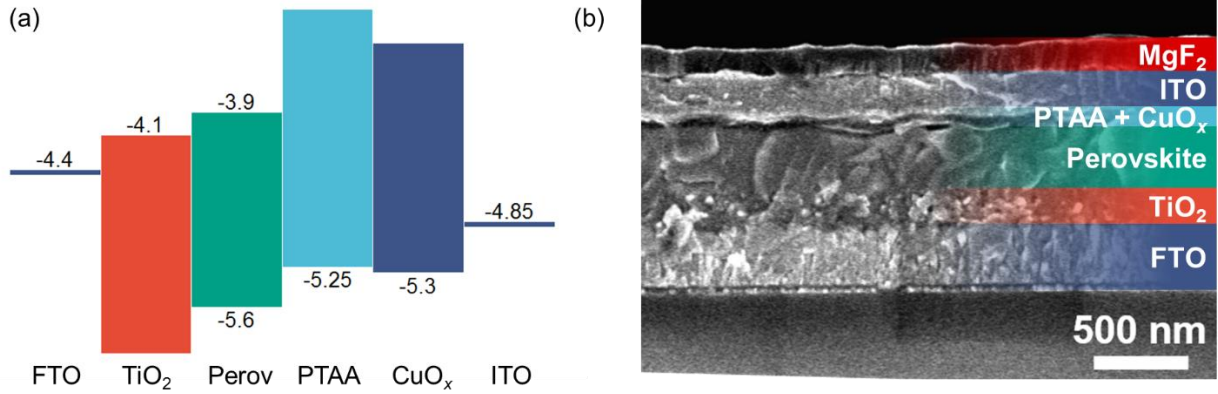 (a)
-3.9
-4.1
-4.4
-4.85
-5.25
-5.3
-5.6
FTO TiO₂ Perov PTAA CuOₓ ITO
(b)
MgF₂
ITO
PTAA + CuOₓ
Perovskite
TiO₂
FTO
500 nm